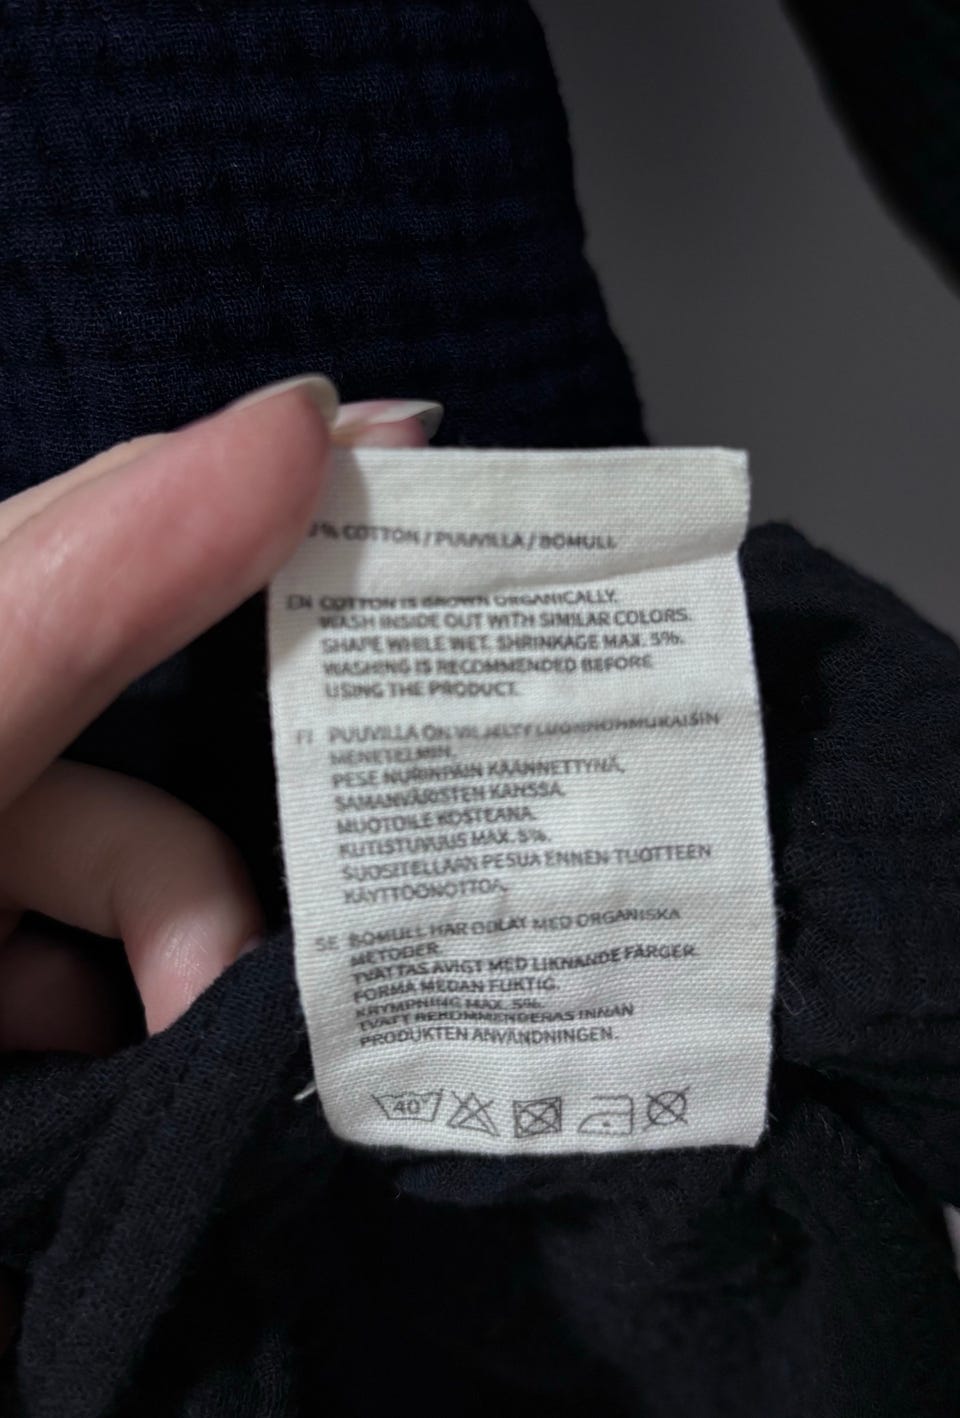 % COTTON / PUUVILLA / BOMULL
EN COTTON IS GROWN ORGANICALLY.
WASH INSIDE OUT WITH SIMILAR COLORS.
SHAPE WHILE WET. SHRINKAGE MAX. 5%.
WASHING IS RECOMMENDED BEFORE
USING THE PRODUCT.
FI PUUVILLA ON VILJELTY LUONNONMUKAISIN
MENETELMIN.
PESE NURINPÄIN KÄÄNNETTYNÄ,
SAMANVÄRISTEN KANSSA.
MUOTOILE KOSTEANA.
KUTISTUVUUS MAX. 5%.
SUOSITELLAAN PESUA ENNEN TUOTTEEN
KÄYTTÖÖNOTTOA.
SE BOMULL HAR ODLAT MED ORGANISKA
METODER.
TVÄTTAS AVIGT MED LIKNANDE FÄRGER.
FORMA MEDAN FUKTIG.
KRYMPNING MAX. 5%.
TVÄTT REKOMMENDERAS INNAN
PRODUKTEN ANVÄNDNINGEN.
40